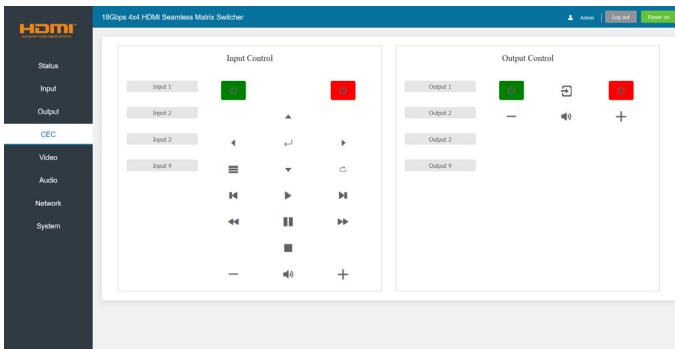 HDMI
18Gbps 4x4 HDMI Seamless Matrix Switcher
Admin
Log out
Power on
Status
Input
Output
CEC
Video
Audio
Network
System
Input Control
Input 1
Input 2
Input 3
Input 4
Output Control
Output 1
Output 2
Output 3
Output 4